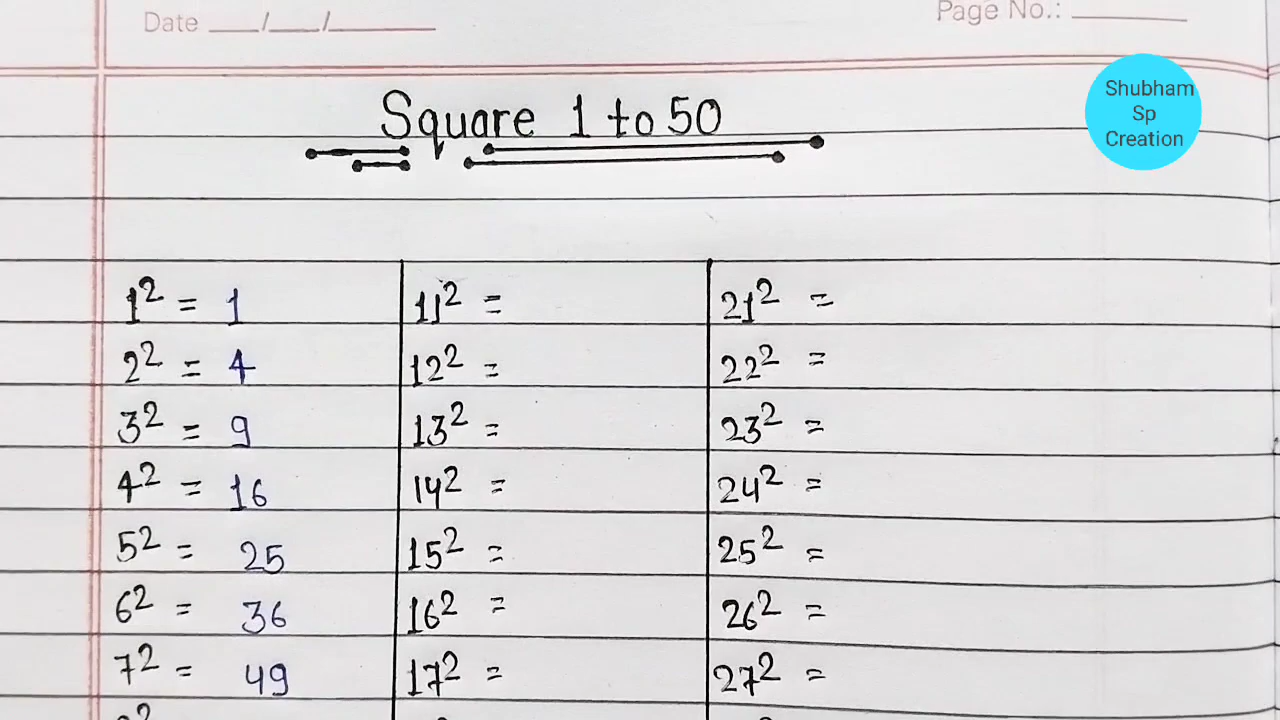 Date ___/___/______
Page No.: ________
Shubham
Sp
Creation
Square 1 to 50
1² = 1 11² = 21² =
2² = 4 12² = 22² =
3² = 9 13² = 23² =
4² = 16 14² = 24² =
5² = 25 15² = 25² =
6² = 36 16² = 26² =
7² = 49 17² = 27² =